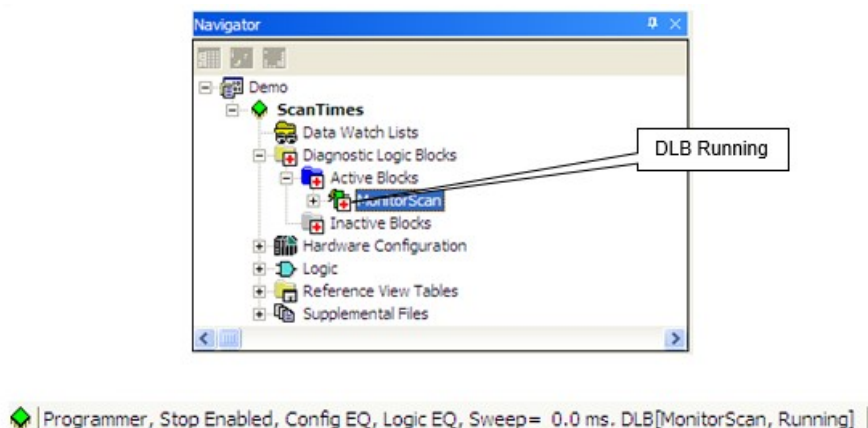 Navigator
Demo
ScanTimes
Data Watch Lists
Diagnostic Logic Blocks
DLB Running
Active Blocks
MonitorScan
Inactive Blocks
Hardware Configuration
Logic
Reference View Tables
Supplemental Files
Programmer, Stop Enabled, Config EQ, Logic EQ, Sweep= 0.0 ms. DLB[MonitorScan, Running]